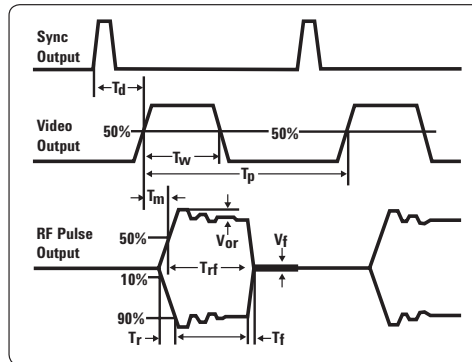 Sync
Output
Td
Video
Output
50%
50%
Tw
Tp
Tm
RF Pulse
Output
50%
Vor
Vf
Trf
10%
90%
Tr
Tf